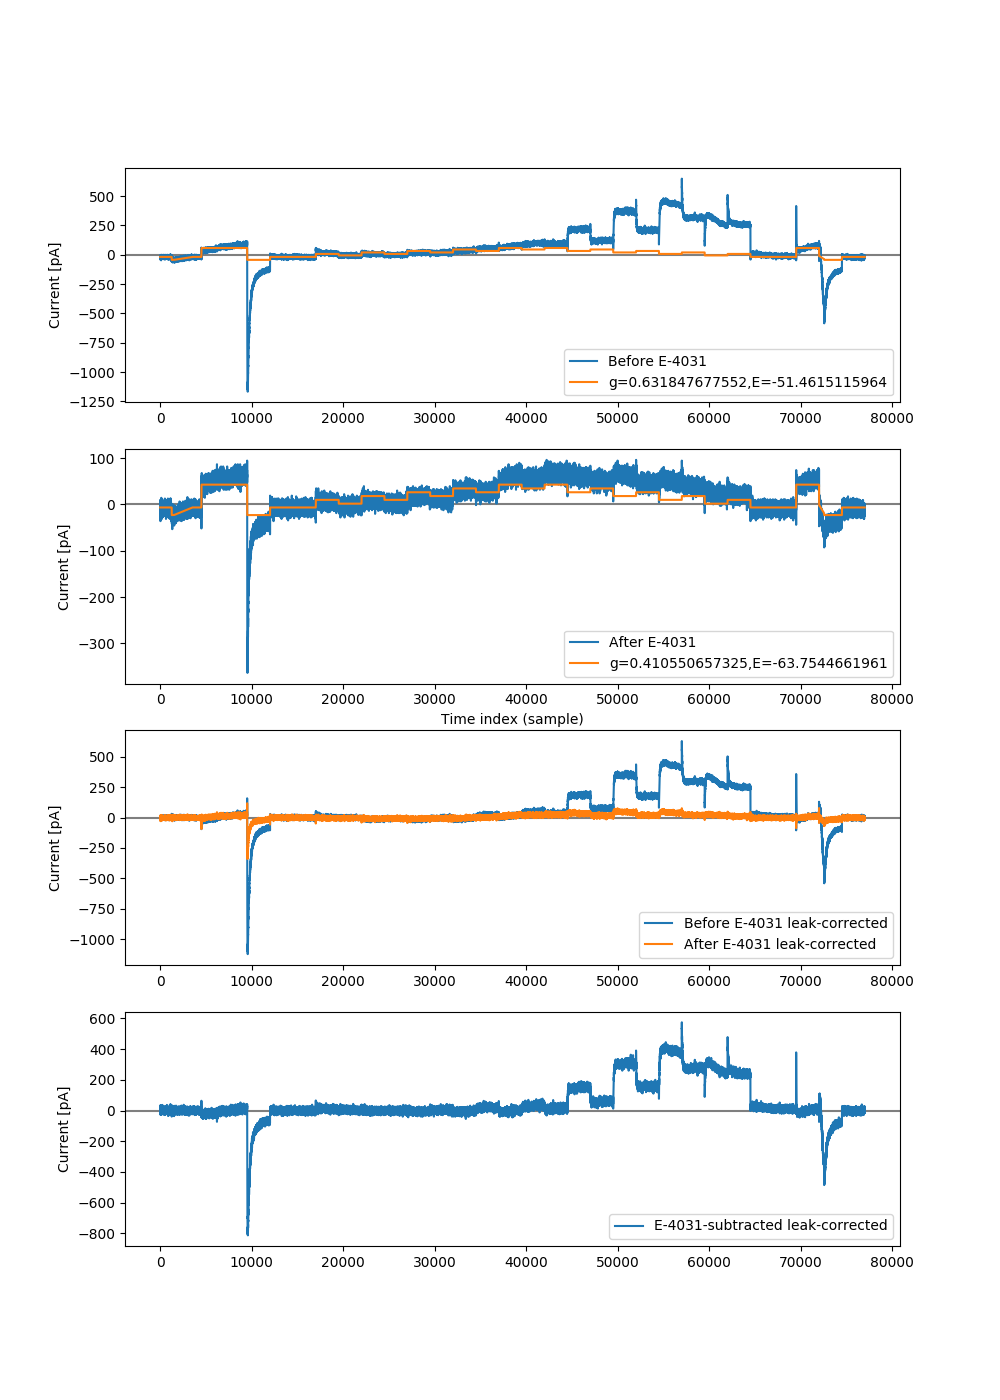 500
250
0
−250
−500
−750
−1000
−1250
Current [pA]
Before E-4031
g=0.631847677552,E=-51.4615115964
0 10000 20000 30000 40000 50000 60000 70000 80000
100
0
−100
−200
−300
Current [pA]
After E-4031
g=0.410550657325,E=-63.7544661961
0 10000 20000 30000 40000 50000 60000 70000 80000
Time index (sample)
500
250
0
−250
−500
−750
−1000
Current [pA]
Before E-4031 leak-corrected
After E-4031 leak-corrected
0 10000 20000 30000 40000 50000 60000 70000 80000
600
400
200
0
−200
−400
−600
−800
Current [pA]
E-4031-subtracted leak-corrected
0 10000 20000 30000 40000 50000 60000 70000 80000